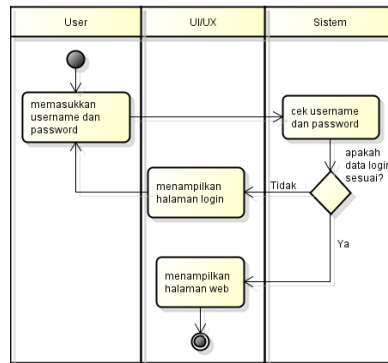 User
UI/UX
Sistem
memasukkan
username dan
password
cek username
dan password
apakah
data login
sesuai?
menampilkan
halaman login
Tidak
Ya
menampilkan
halaman web